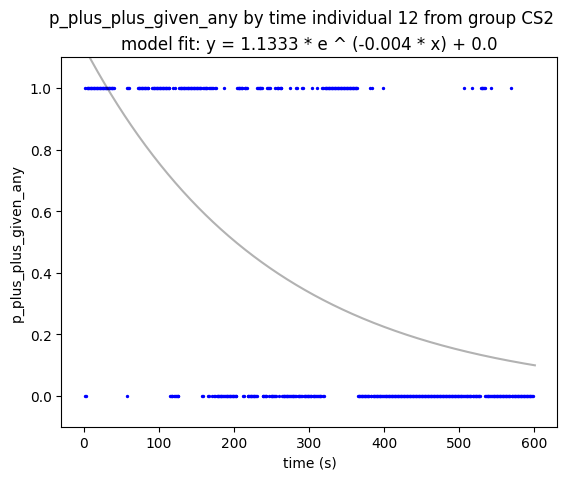 p_plus_plus_given_any by time individual 12 from group CS2
model fit: y = 1.1333 * e ^ (-0.004 * x) + 0.0
1.0
0.8
0.6
0.4
0.2
0.0
p_plus_plus_given_any
0 100 200 300 400 500 600
time (s)